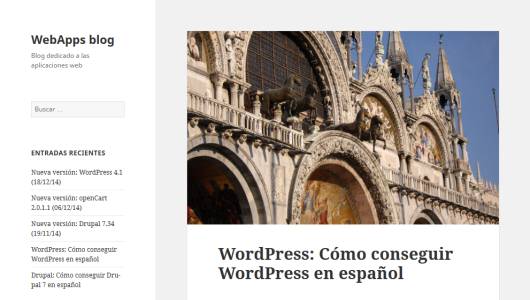 WebApps blog
Blog dedicado a las
aplicaciones web
Buscar ...
ENTRADAS RECIENTES
Nueva versión: WordPress 4.1
(18/12/14)
Nueva versión: openCart
2.0.1.1 (06/12/14)
Nueva versión: Drupal 7.34
(19/11/14)
WordPress: Cómo conseguir
WordPress en español
Drupal: Cómo conseguir Dru-
pal 7 en español
WordPress: Cómo conseguir
WordPress en español